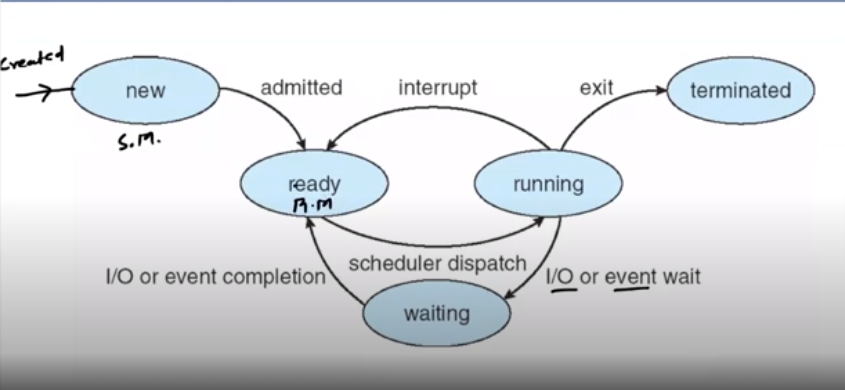 Created
new
admitted
interrupt
exit
terminated
S.M.
ready
R.M
running
I/O or event completion
scheduler dispatch
I/O or event wait
waiting